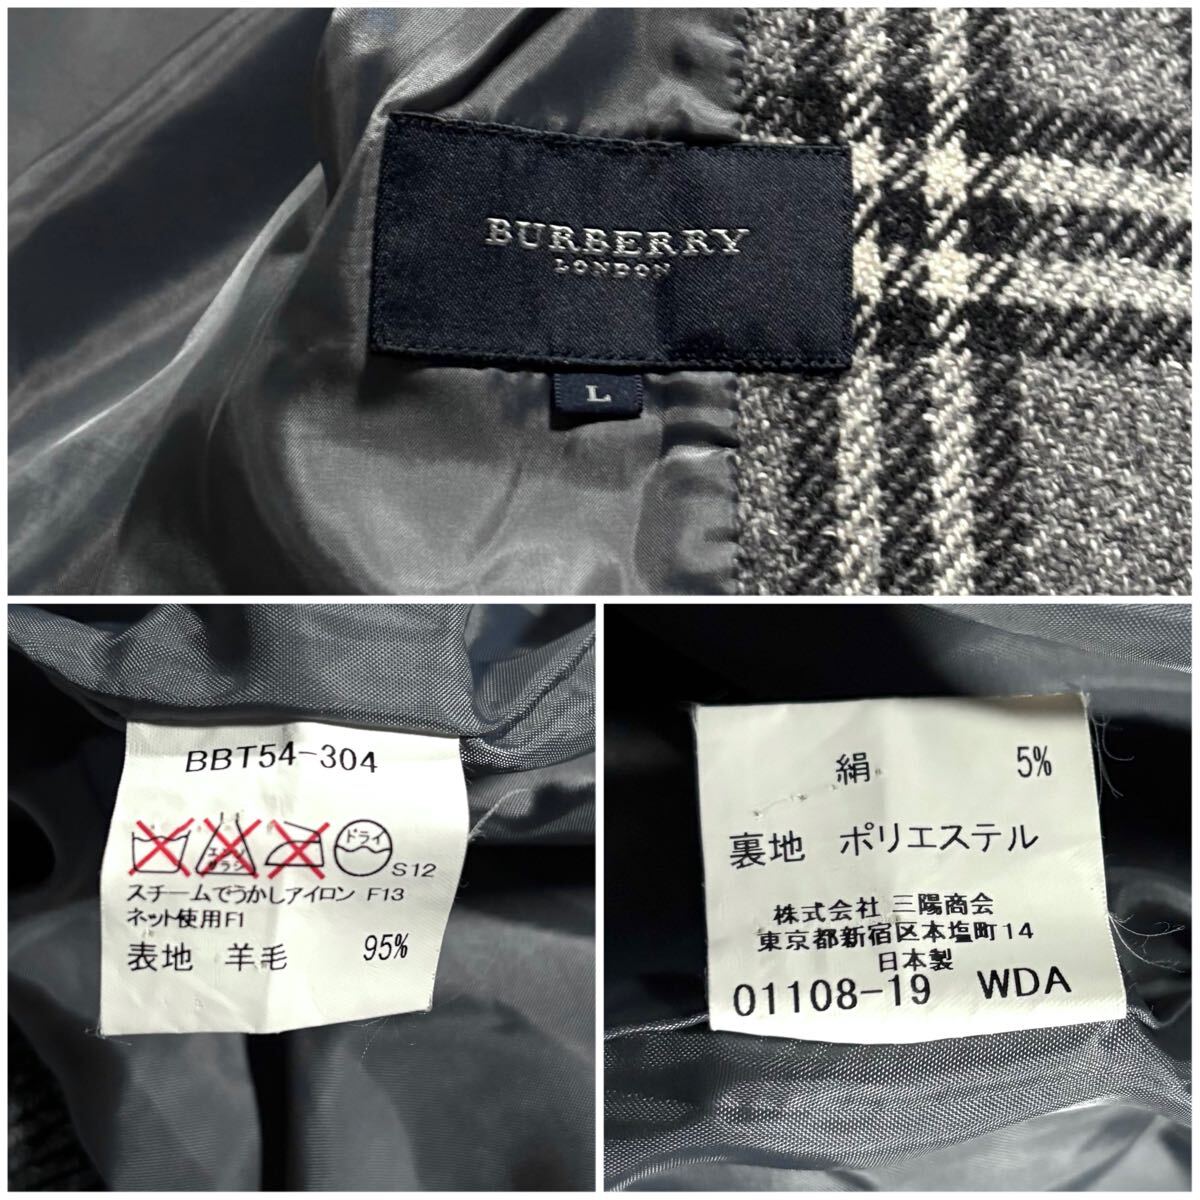 BURBERRY
LONDON
L
BBT54-304
エンソ
サラシ
ドライ
S12
スチームでうかしアイロン F13
ネット使用F1
表地 羊毛 95%
絹 5%
裏地 ポリエステル
株式会社 三陽商会
東京都新宿区本塩町14
日本製
01108-19 WDA